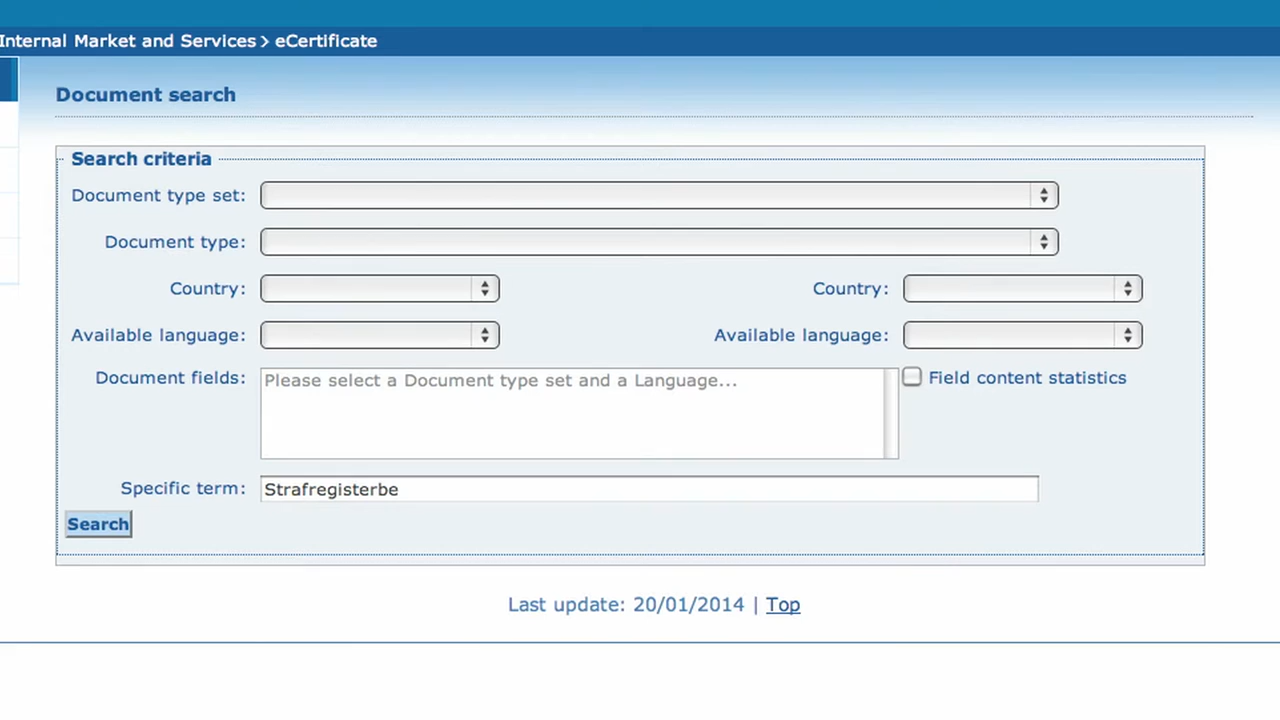 Internal Market and Services > eCertificate
Document search
Search criteria
Document type set:
Document type:
Country: Country:
Available language: Available language:
Document fields: Please select a Document type set and a Language... Field content statistics
Specific term: Strafregisterbe
Search
Last update: 20/01/2014 | Top